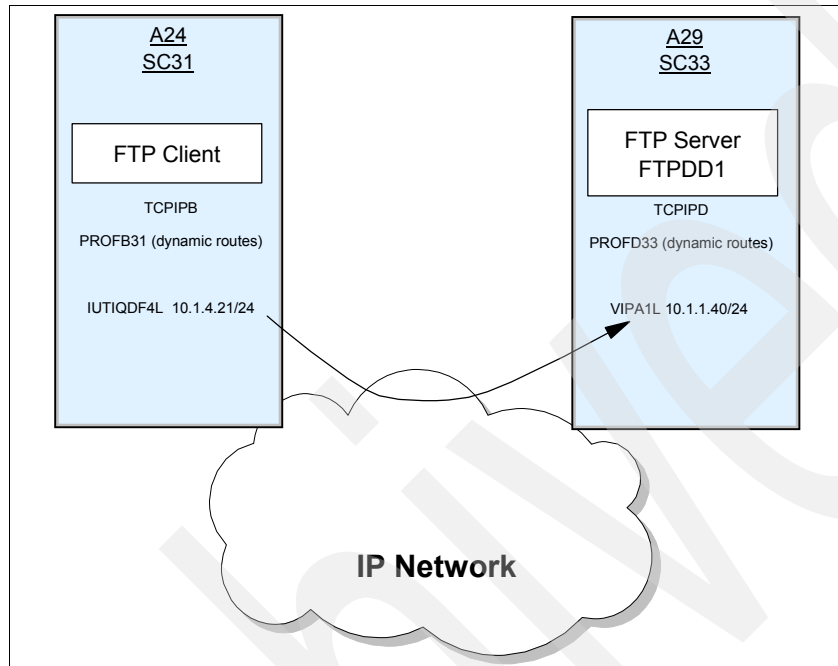 A24
SC31
FTP Client
TCPIPB
PROFB31 (dynamic routes)
IUTIQDF4L 10.1.4.21/24
A29
SC33
FTP Server
FTPDD1
TCPIPD
PROFD33 (dynamic routes)
VIPA1L 10.1.1.40/24
IP Network